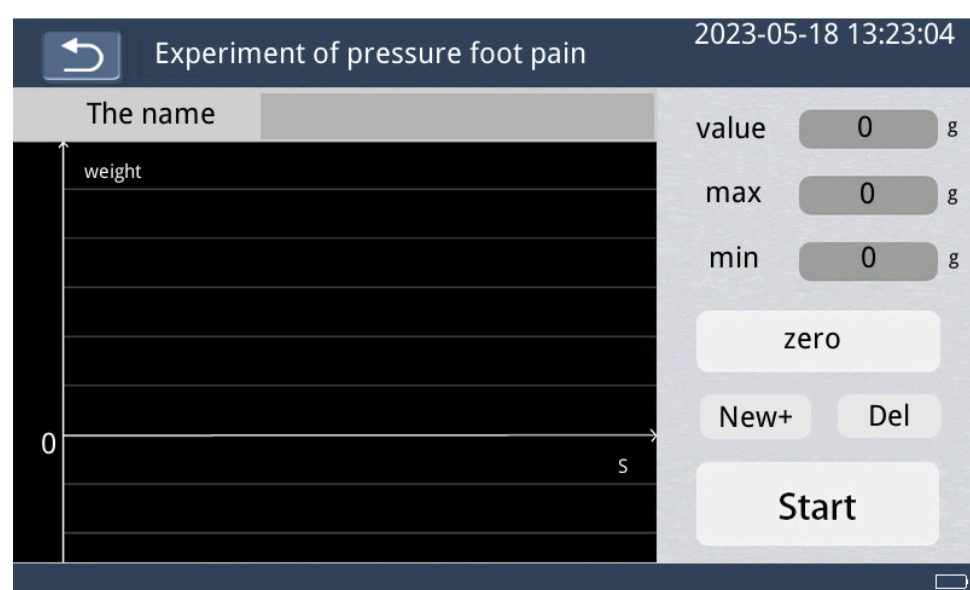 Experiment of pressure foot pain
2023-05-18 13:23:04
The name
value 0 g
weight
max 0 g
min 0 g
zero
New+ Del
0
S
Start